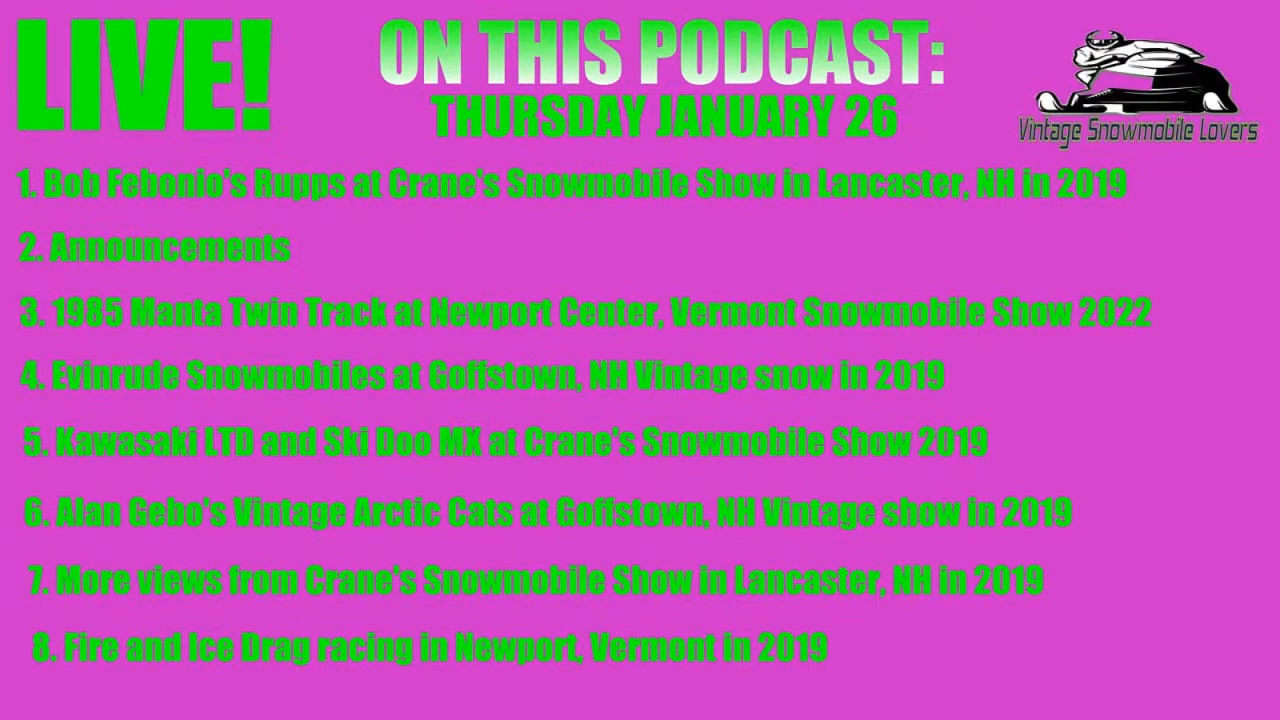 LIVE!
ON THIS PODCAST:
THURSDAY JANUARY 26
Vintage Snowmobile Lovers
1. Bob Febonio's Rupps at Crane's Snowmobile Show in Lancaster, NH in 2019
2. Announcements
3. 1985 Manta Twin Track at Newport Center, Vermont Snowmobile Show 2022
4. Evinrude Snowmobiles at Goffstown, NH Vintage snow in 2019
5. Kawasaki LTD and Ski Doo MX at Crane's Snowmobile Show 2019
6. Alan Gebo's Vintage Arctic Cats at Goffstown. NH Vintage show in 2019
7. More views from Crane's Snowmobile Show in Lancaster, NH in 2019
8. Fire and Ice Drag racing in Newport, Vermont in 2019